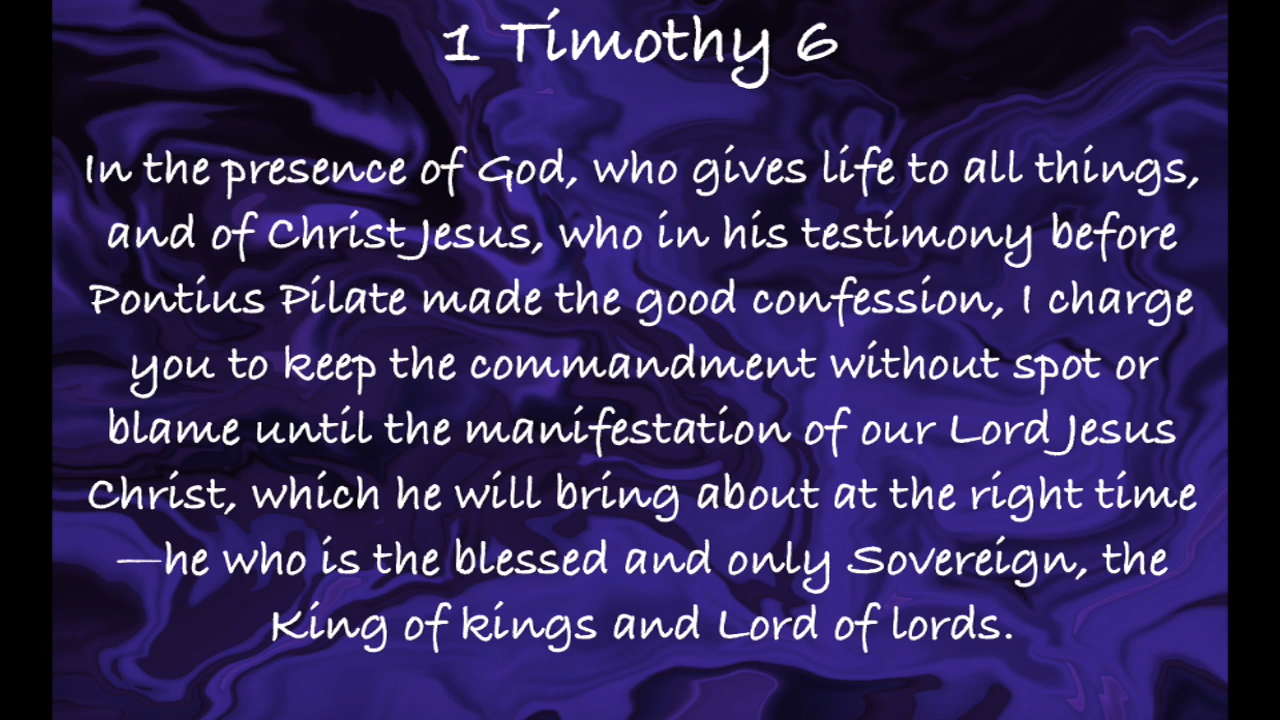 1 Timothy 6
In the presence of God, who gives life to all things,
and of Christ Jesus, who in his testimony before
Pontius Pilate made the good confession, I charge
you to keep the commandment without spot or
blame until the manifestation of our Lord Jesus
Christ, which he will bring about at the right time
—he who is the blessed and only Sovereign, the
King of kings and Lord of lords.